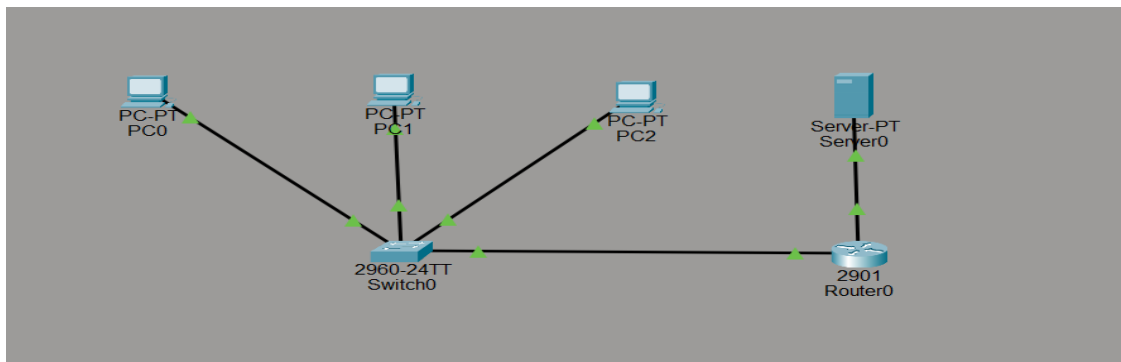 PC-PT
PC0
PC-PT
PC1
PC-PT
PC2
Server-PT
Server0
2960-24TT
Switch0
2901
Router0